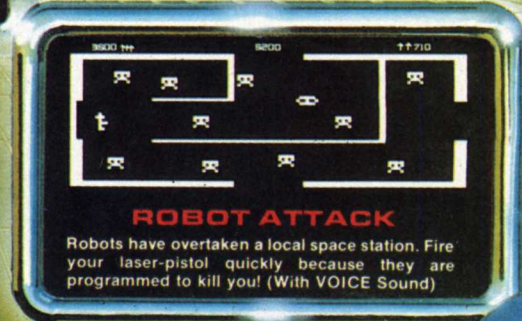 3600
5200
710
ROBOT ATTACK
Robots have overtaken a local space station. Fire
your laser-pistol quickly because they are
programmed to kill you! (With VOICE Sound)